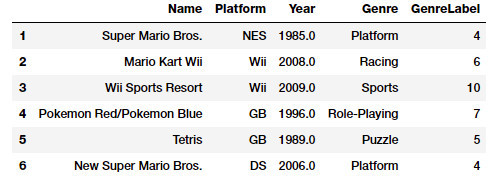 Name Platform Year Genre GenreLabel
1 Super Mario Bros. NES 1985.0 Platform 4
2 Mario Kart Wii Wii 2008.0 Racing 6
3 Wii Sports Resort Wii 2009.0 Sports 10
4 Pokemon Red/Pokemon Blue GB 1996.0 Role-Playing 7
5 Tetris GB 1989.0 Puzzle 5
6 New Super Mario Bros. DS 2006.0 Platform 4